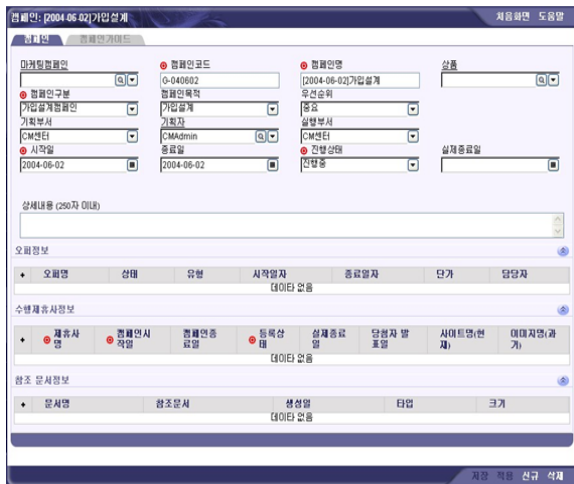 캠페인: [2004-06-02]가입설계 처음화면 도움말
캠페인 캠페인가이드
마케팅캠페인 캠페인코드 캠페인명 상품
G-040602 [2004-06-02]가입설계
캠페인구분 캠페인목적 우선순위
가입설계캠페인 가입설계 중요
기획부서 기획자 실행부서
CM센터 CMAdmin CM센터
시작일 종료일 진행상태 실제종료일
2004-06-02 2004-06-02 진행중
상세내용 (250자 이내)
오퍼정보
오퍼명 상태 유형 시작일자 종료일자 단가 담당자
데이타 없음
수행제휴사정보
제휴사명 캠페인시작일 캠페인종료일 등록상태 실제종료일 당첨자 발표일 사이트명(현재) 이미지명(과거)
데이타 없음
참조 문서정보
문서명 참조문서 생성일 타입 크기
데이타 없음
저장 적용 신규 삭제